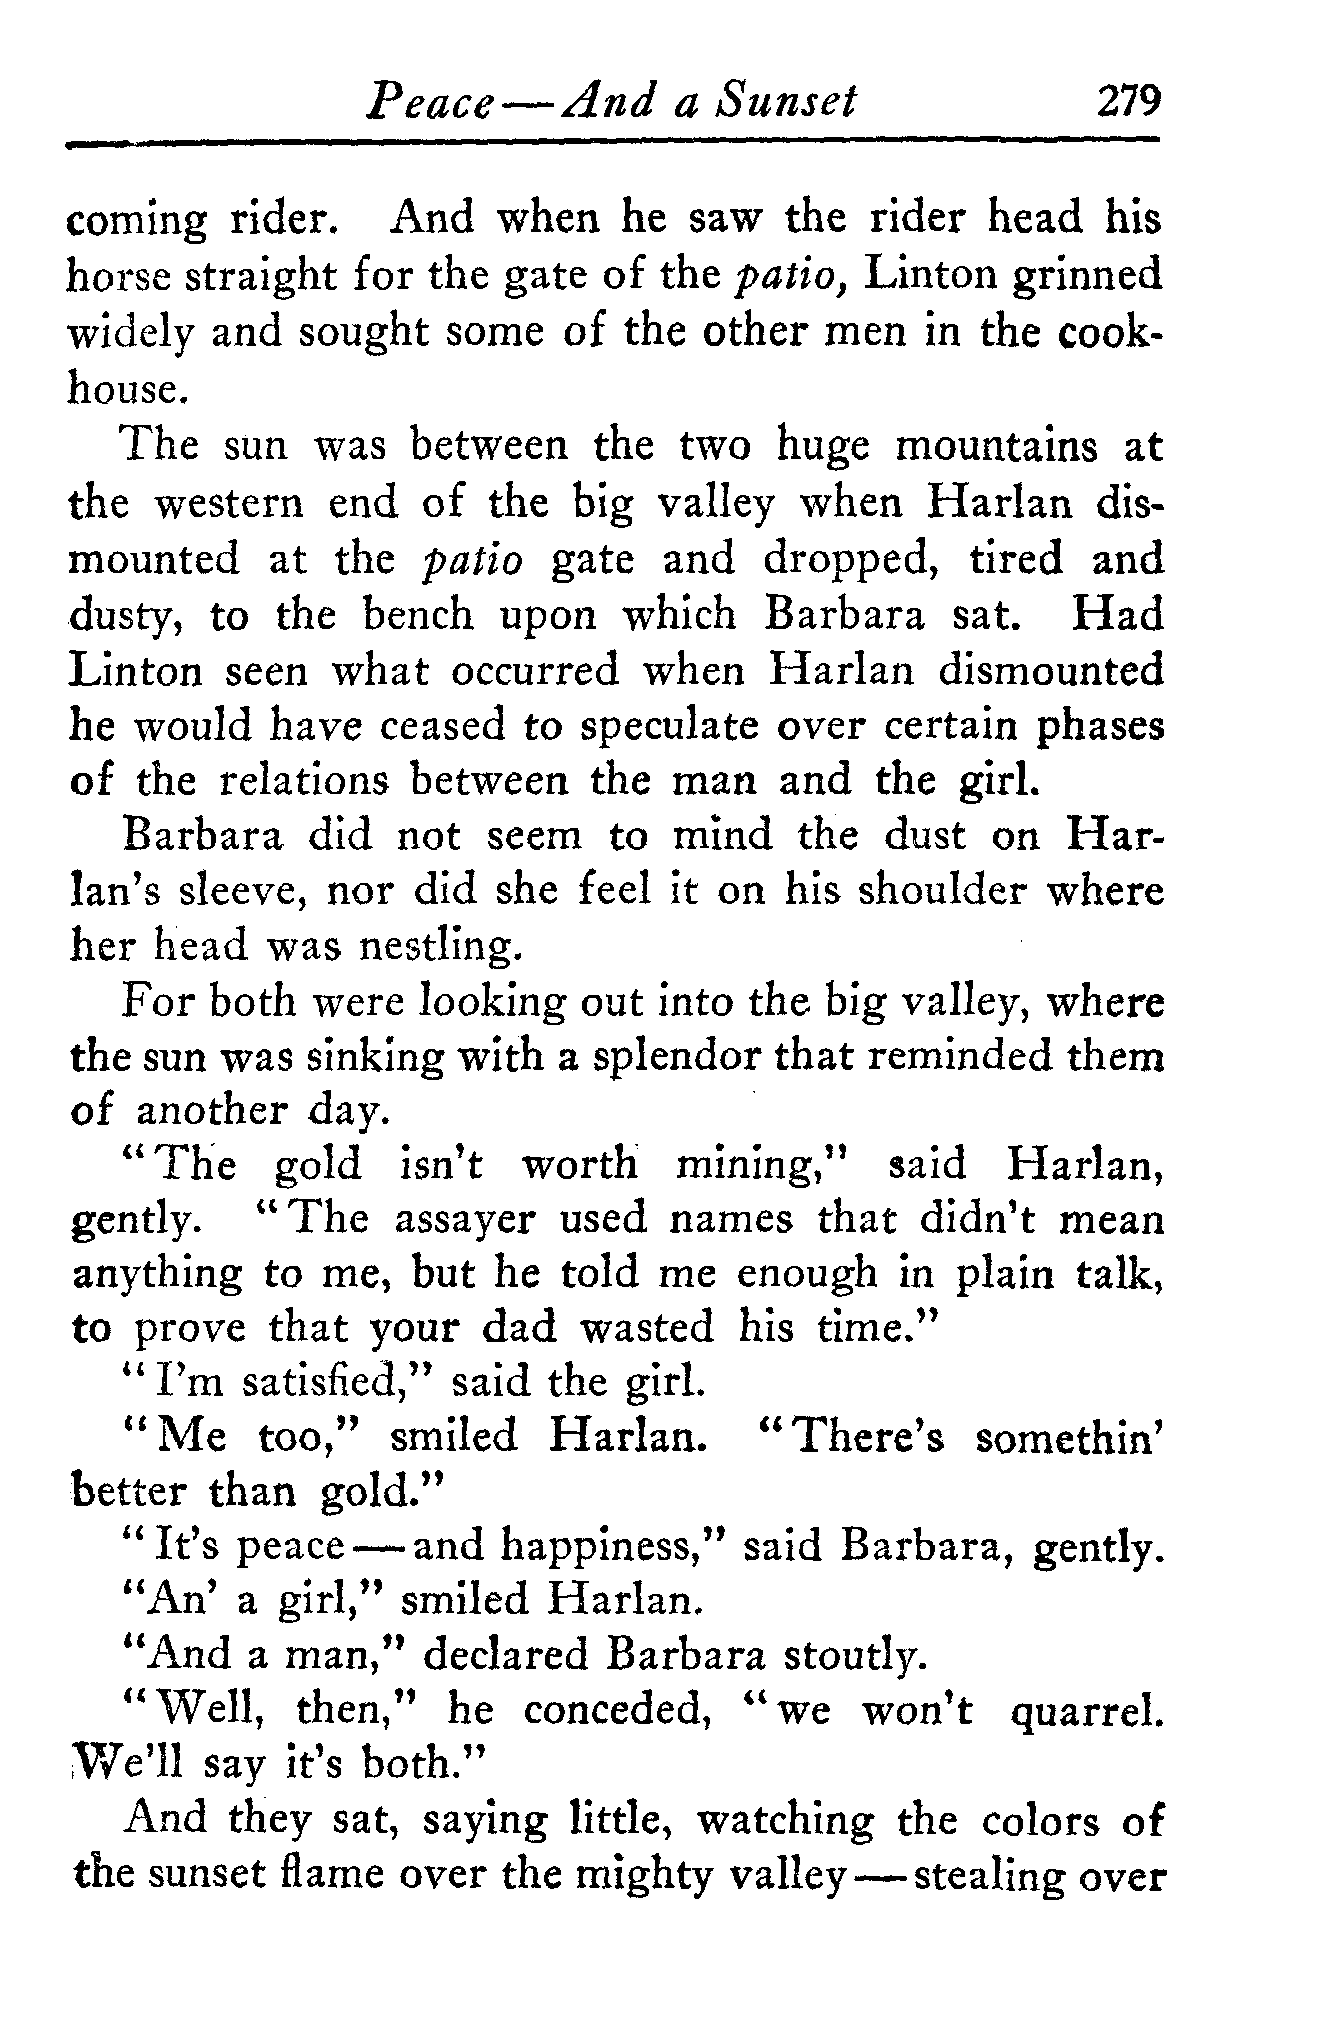 Peace—And a Sunset 279
coming rider. And when he saw the rider head his
horse straight for the gate of the patio, Linton grinned
widely and sought some of the other men in the cook-
house.
The sun was between the two huge mountains at
the western end of the big valley when Harlan dis-
mounted at the patio gate and dropped, tired and
dusty, to the bench upon which Barbara sat. Had
Linton seen what occurred when Harlan dismounted
he would have ceased to speculate over certain phases
of the relations between the man and the girl.
Barbara did not seem to mind the dust on Har-
lan's sleeve, nor did she feel it on his shoulder where
her head was nestling.
For both were looking out into the big valley, where
the sun was sinking with a splendor that reminded them
of another day.
"The gold isn't worth mining," said Harlan,
gently. "The assayer used names that didn't mean
anything to me, but he told me enough in plain talk,
to prove that your dad wasted his time."
"I'm satisfied," said the girl.
"Me too," smiled Harlan. "There's somethin'
better than gold."
"It's peace—and happiness," said Barbara, gently.
"An' a girl," smiled Harlan.
"And a man," declared Barbara stoutly.
"Well, then," he conceded, "we won't quarrel.
We'll say it's both."
And they sat, saying little, watching the colors of
the sunset flame over the mighty valley—stealing over